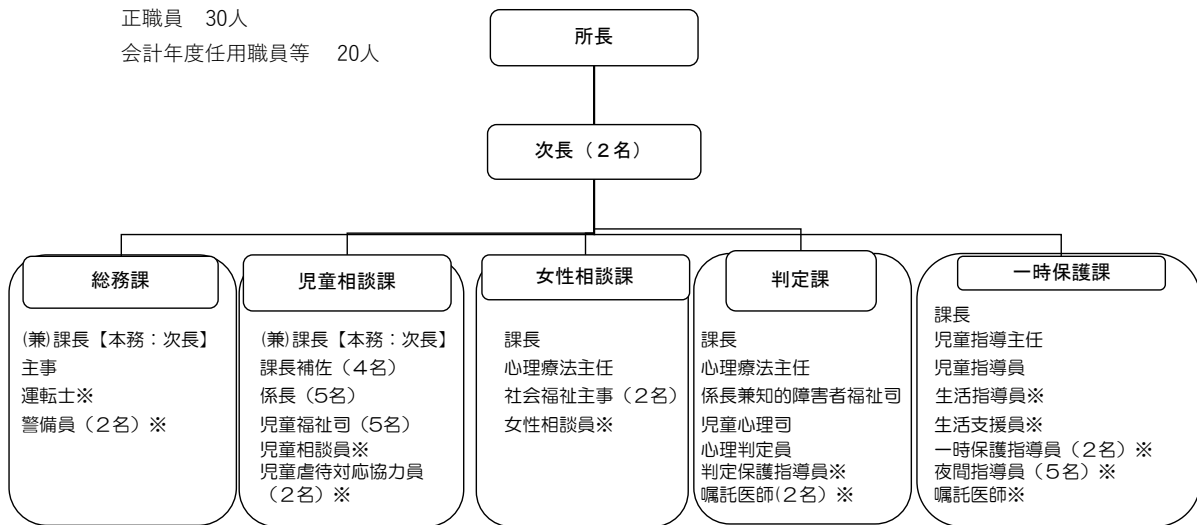 正職員　30人
会計年度任用職員等　20人
所長
次長（２名）
総務課
(兼)課長【本務：次長】
主事
運転士※
警備員（２名）※
児童相談課
(兼)課長【本務：次長】
課長補佐（４名）
係長（5名）
児童福祉司（5名）
児童相談員※
児童虐待対応協力員
（２名）※
女性相談課
課長
心理療法主任
社会福祉主事（２名）
女性相談員※
判定課
課長
心理療法主任
係長兼知的障害者福祉司
児童心理司
心理判定員
判定保護指導員※
嘱託医師(２名）※
一時保護課
課長
児童指導主任
児童指導員
生活指導員※
生活支援員※
一時保護指導員（２名）※
夜間指導員（５名）※
嘱託医師※